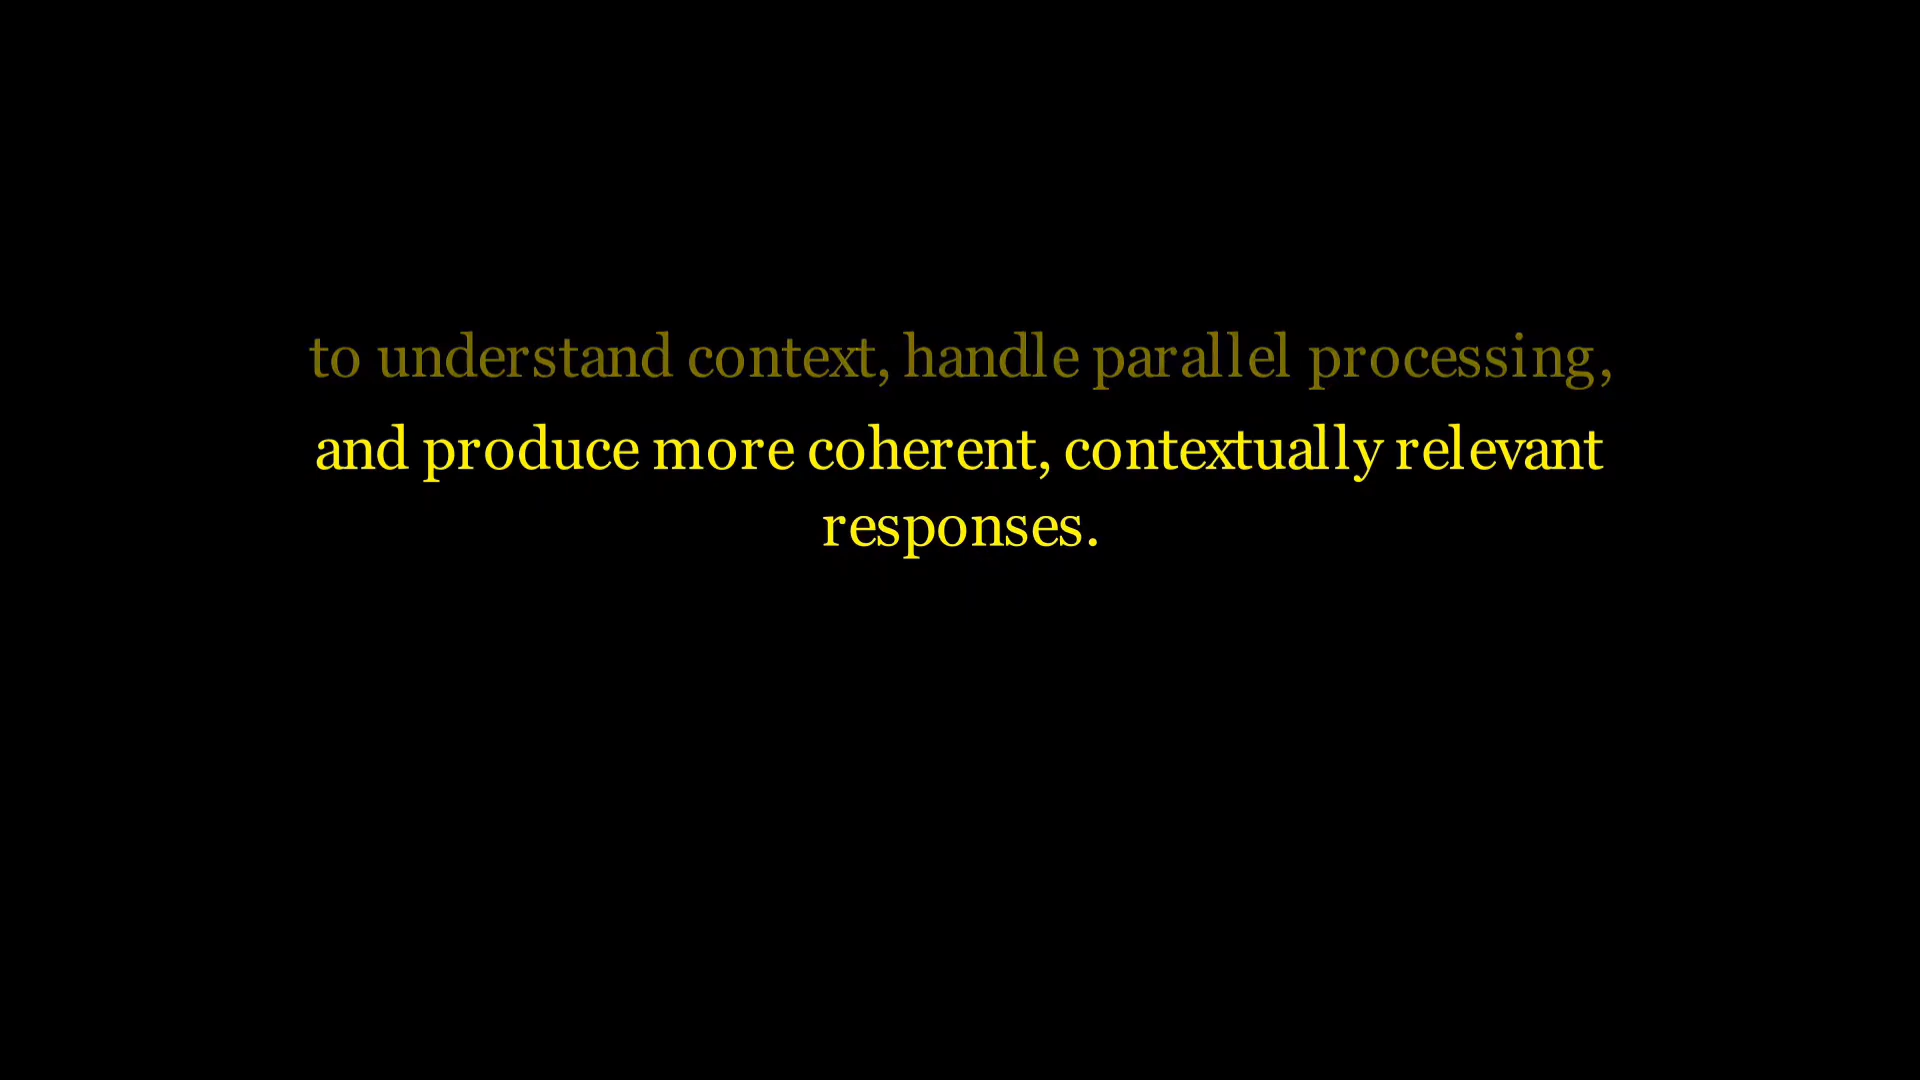 to understand context, handle parallel processing,
and produce more coherent, contextually relevant
responses.